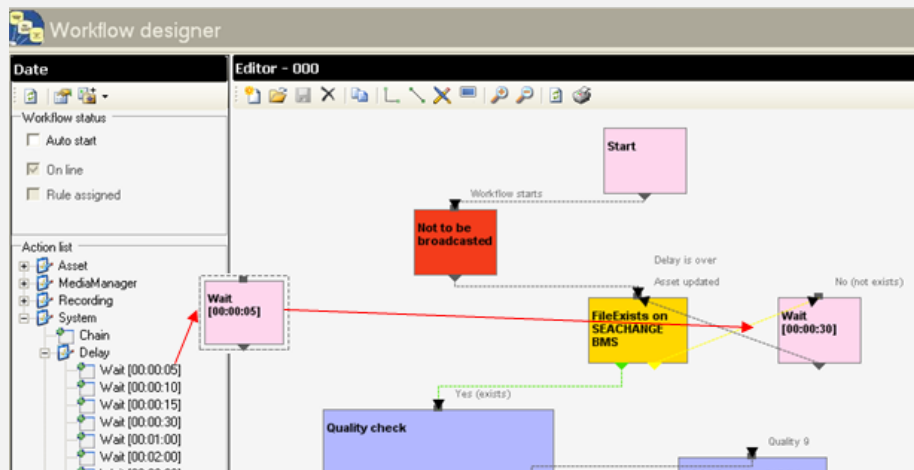 Workflow designer
Date
Editor - 000
Workflow status
Auto start
On line
Rule assigned
Action list
Asset
MediaManager
Recording
System
Chain
Delay
Wait [00:00:05]
Wait [00:00:10]
Wait [00:00:15]
Wait [00:00:30]
Wait [00:01:00]
Wait [00:02:00]
Wait
[00:00:05]
Start
Workflow starts
Not to be
broadcasted
Delay is over
Asset updated
No (not exists)
FileExists on
SEACHANGE
BMS
Wait
[00:00:30]
Yes (exists)
Quality check
Quality 9